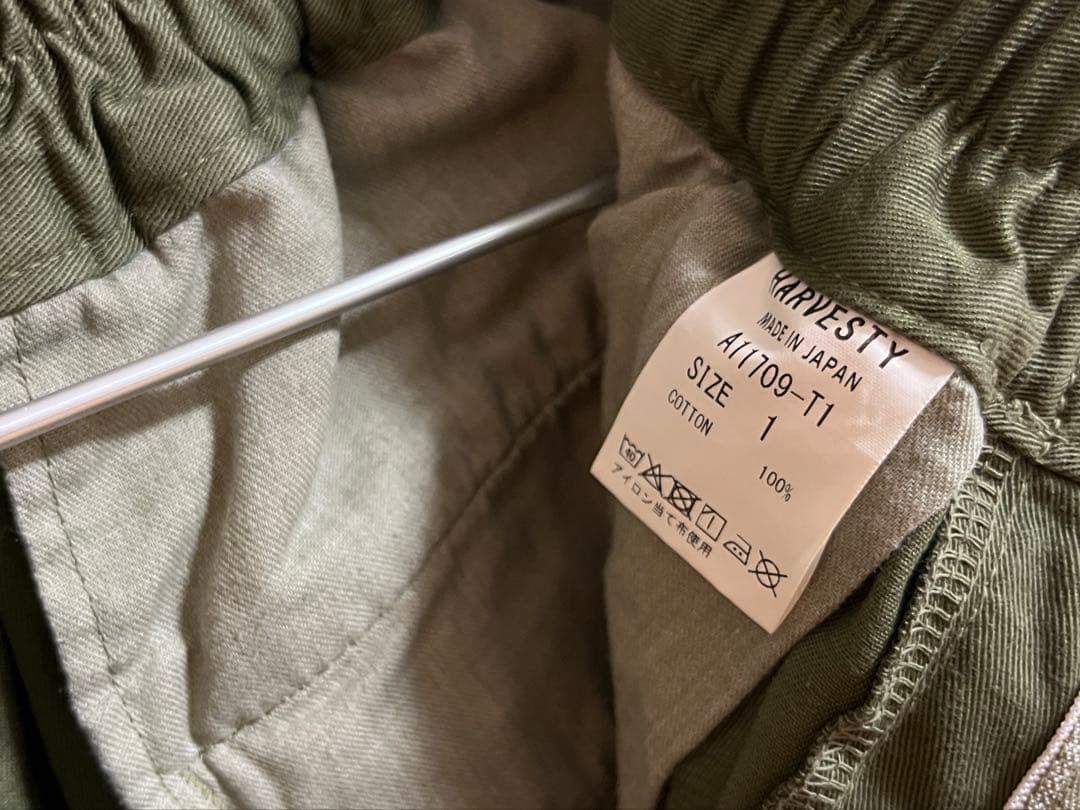 HARVESTY
MADE IN JAPAN
A11709-T1
SIZE 1
COTTON 100%
40
アイロン当て布使用